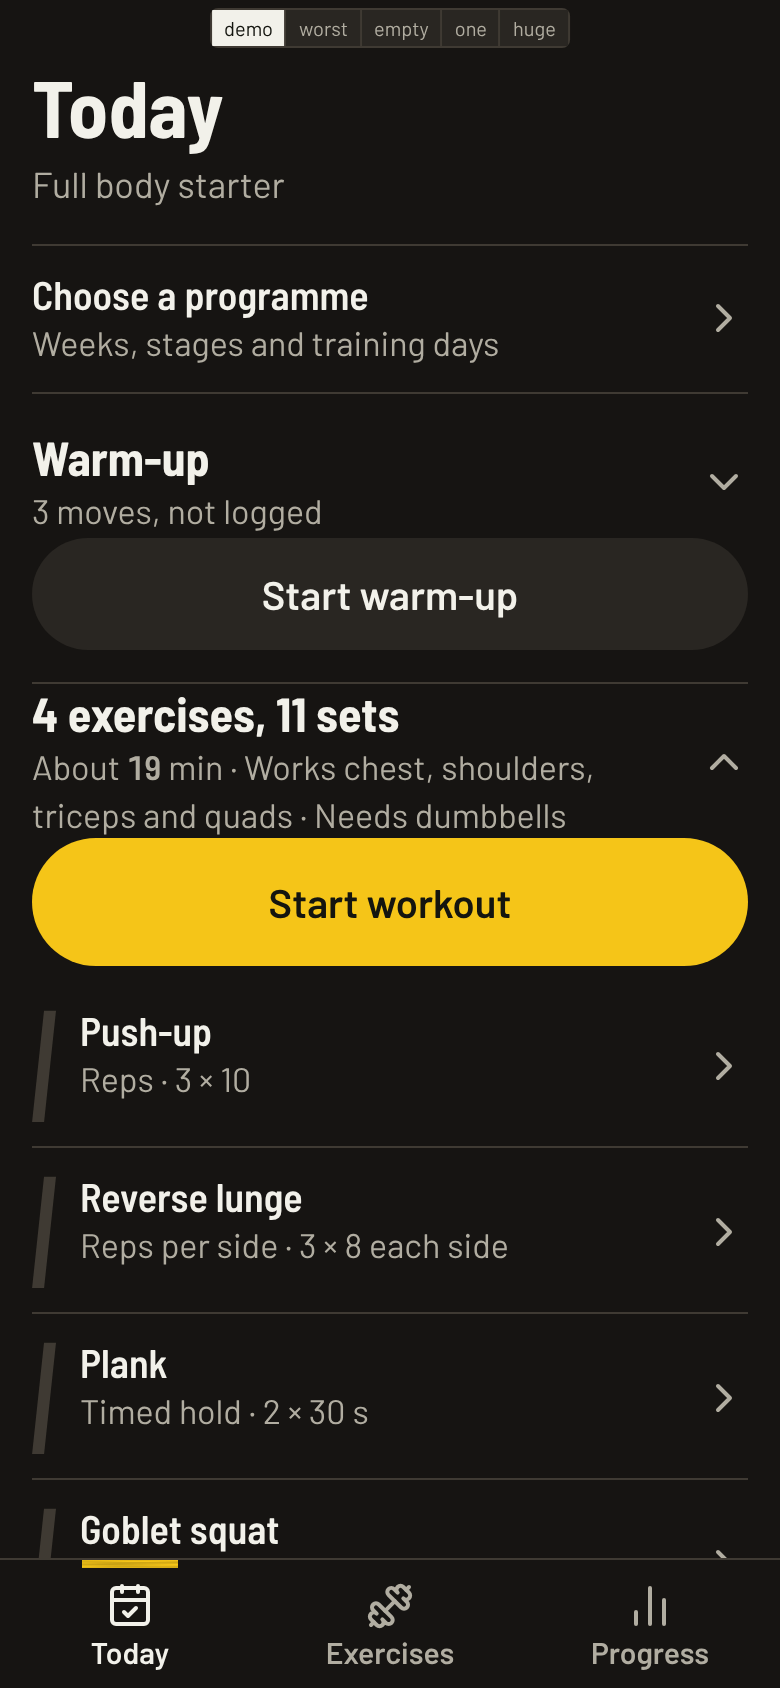 demo worst empty one huge
Today
Full body starter
Choose a programme
Weeks, stages and training days
Warm-up
3 moves, not logged
Start warm-up
4 exercises, 11 sets
About 19 min · Works chest, shoulders,
triceps and quads · Needs dumbbells
Start workout
Push-up
Reps · 3 × 10
Reverse lunge
Reps per side · 3 × 8 each side
Plank
Timed hold · 2 × 30 s
Goblet squat
Today Exercises Progress